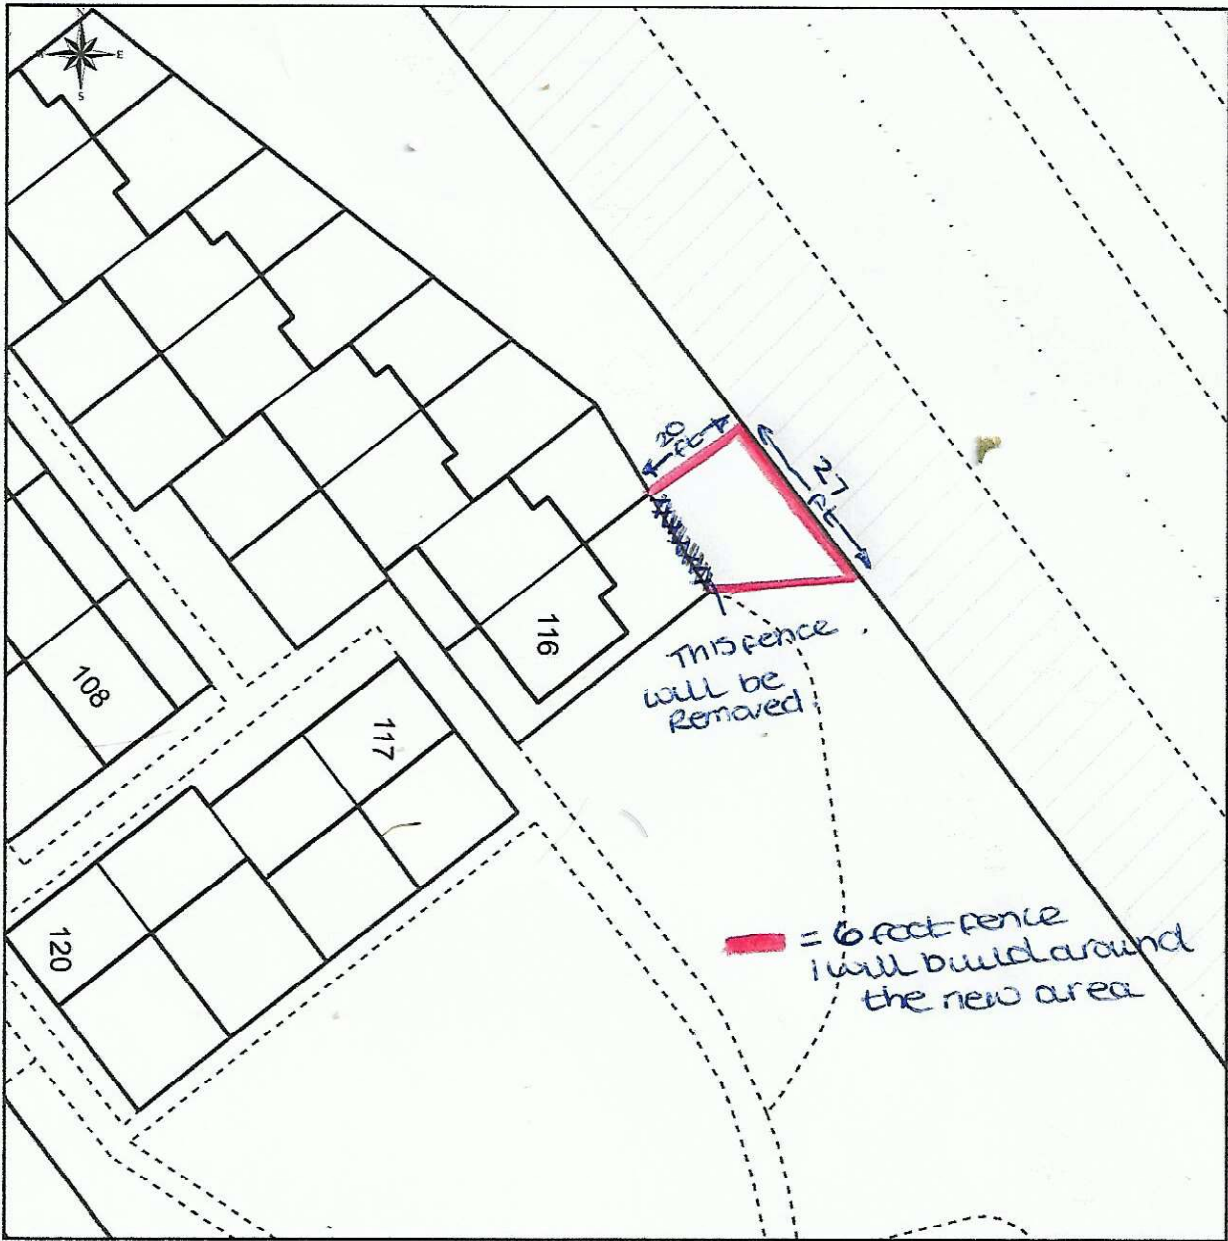 N
E
S
20
ft
27
ft
116
This fence
will be
Removed
108
117
= 6 foot fence
I will build around
the new area
120